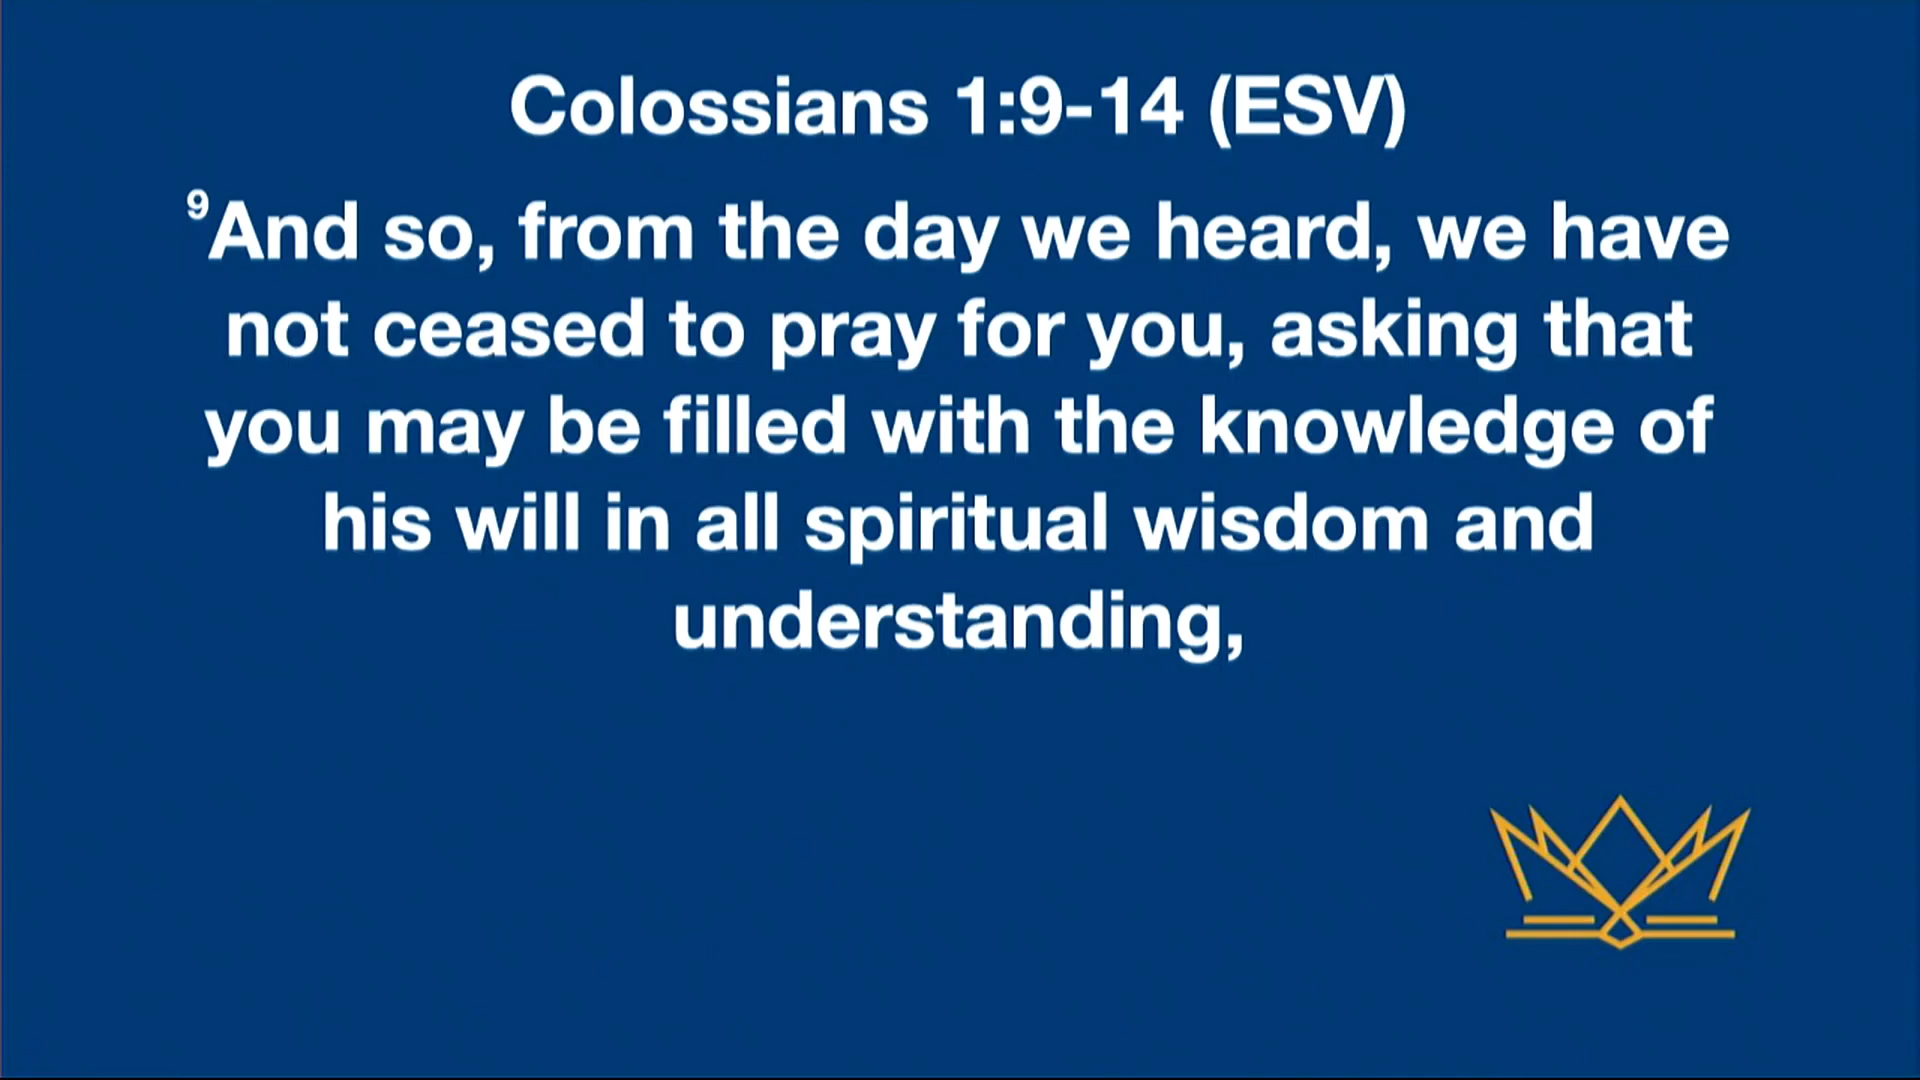 Colossians 1:9-14 (ESV)
⁹And so, from the day we heard, we have
not ceased to pray for you, asking that
you may be filled with the knowledge of
his will in all spiritual wisdom and
understanding,